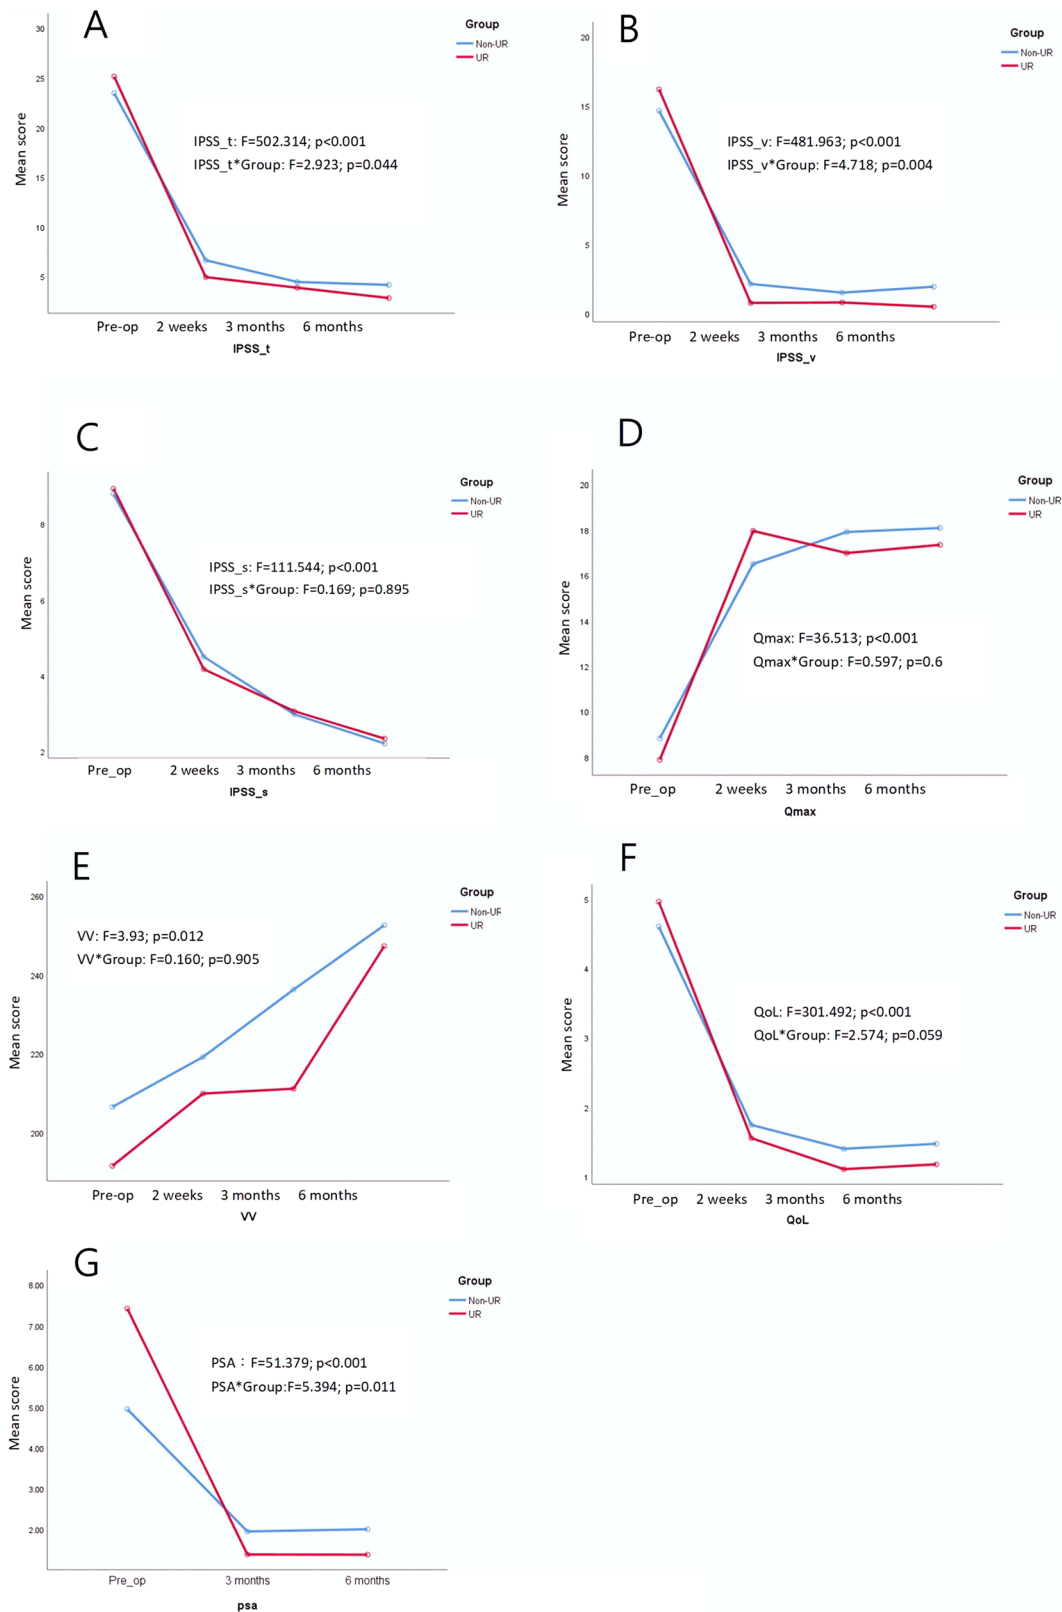 A
Group
Non-UR
UR
30
25
20
15
10
5
Mean score
IPSS_t: F=502.314; p<0.001
IPSS_t*Group: F=2.923; p=0.044
Pre-op 2 weeks 3 months 6 months
IPSS_t
B
Group
Non-UR
UR
20
15
10
5
0
Mean score
IPSS_v: F=481.963; p<0.001
IPSS_v*Group: F=4.718; p=0.004
Pre-op 2 weeks 3 months 6 months
IPSS_v
C
Group
Non-UR
UR
8
6
4
2
Mean score
IPSS_s: F=111.544; p<0.001
IPSS_s*Group: F=0.169; p=0.895
Pre_op 2 weeks 3 months 6 months
IPSS_s
D
Group
Non-UR
UR
20
18
16
14
12
10
8
Mean score
Qmax: F=36.513; p<0.001
Qmax*Group: F=0.597; p=0.6
Pre_op 2 weeks 3 months 6 months
Qmax
E
Group
Non-UR
UR
260
240
220
200
Mean score
VV: F=3.93; p=0.012
VV*Group: F=0.160; p=0.905
Pre-op 2 weeks 3 months 6 months
VV
F
Group
Non-UR
UR
5
4
3
2
1
Mean score
QoL: F=301.492; p<0.001
QoL*Group: F=2.574; p=0.059
Pre_op 2 weeks 3 months 6 months
QoL
G
Group
Non-UR
UR
8.00
7.00
6.00
5.00
4.00
3.00
2.00
Mean score
PSA：F=51.379; p<0.001
PSA*Group:F=5.394; p=0.011
Pre_op 3 months 6 months
psa